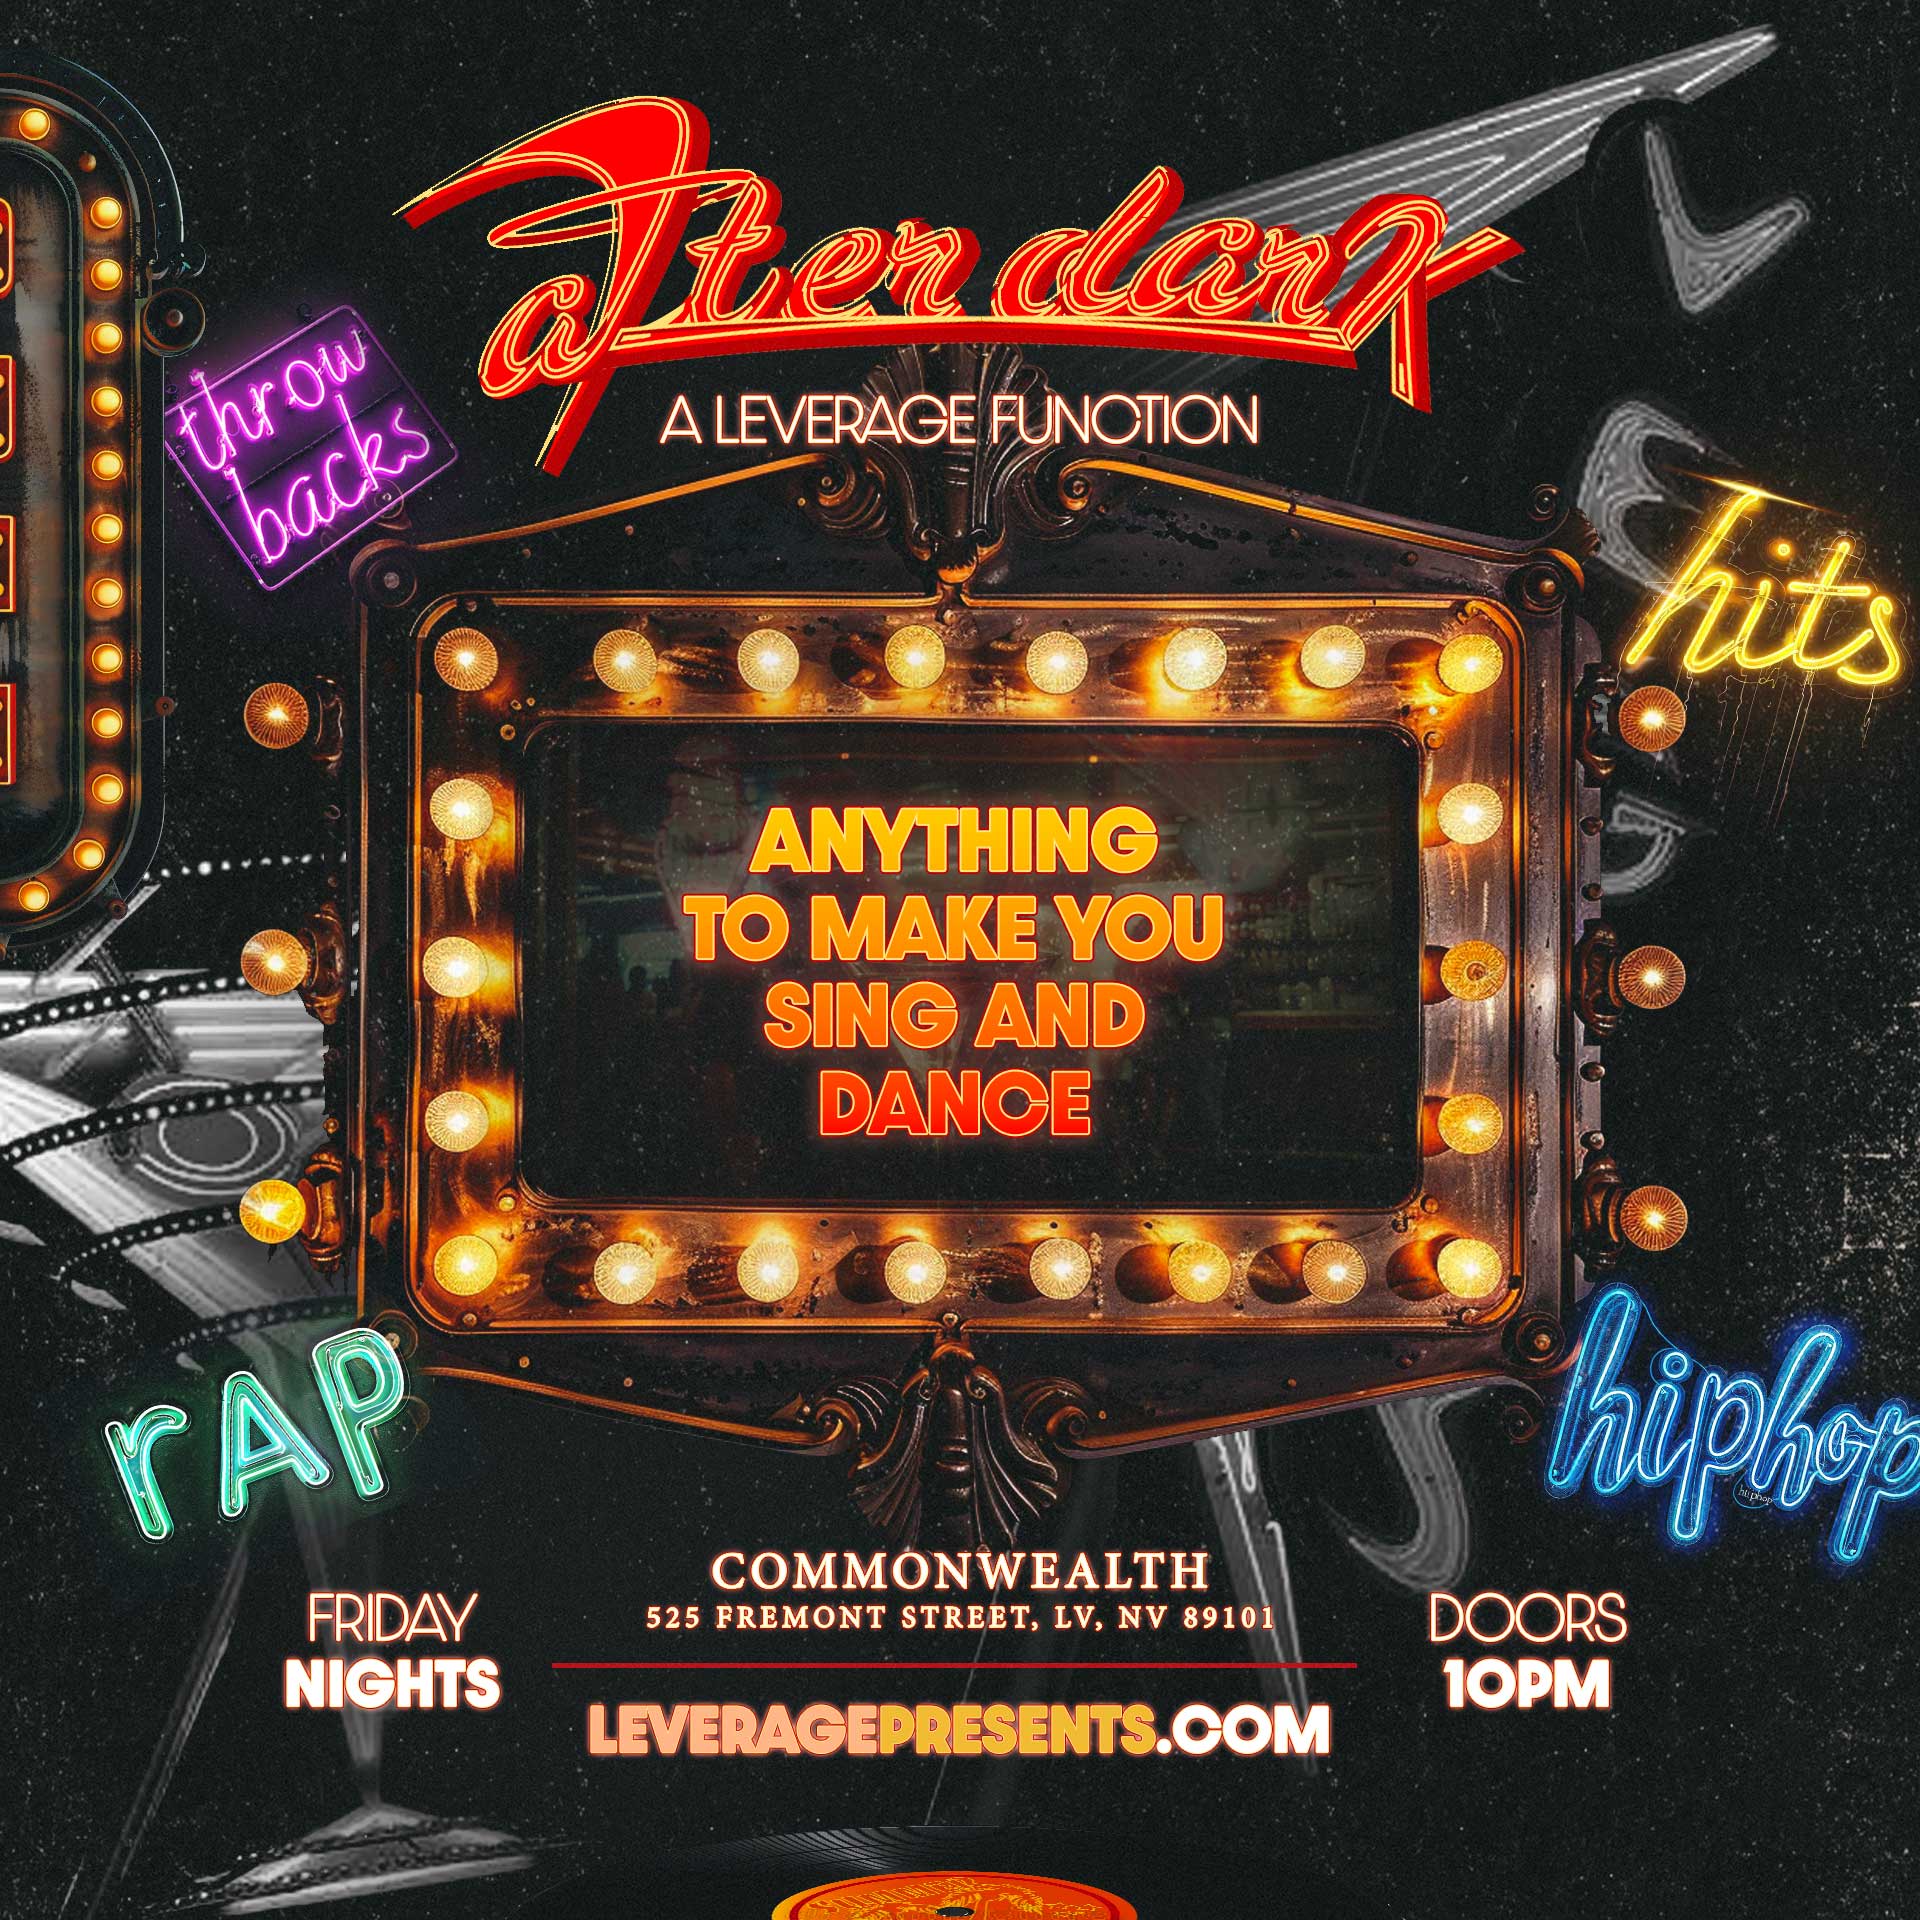 after dark
A LEVERAGE FUNCTION
throw
backs
hits
ANYTHING
TO MAKE YOU
SING AND
DANCE
rAP
hiphop
hiphop
COMMONWEALTH
525 FREMONT STREET, LV, NV 89101
FRIDAY
NIGHTS
DOORS
10PM
LEVERAGEPRESENTS.COM